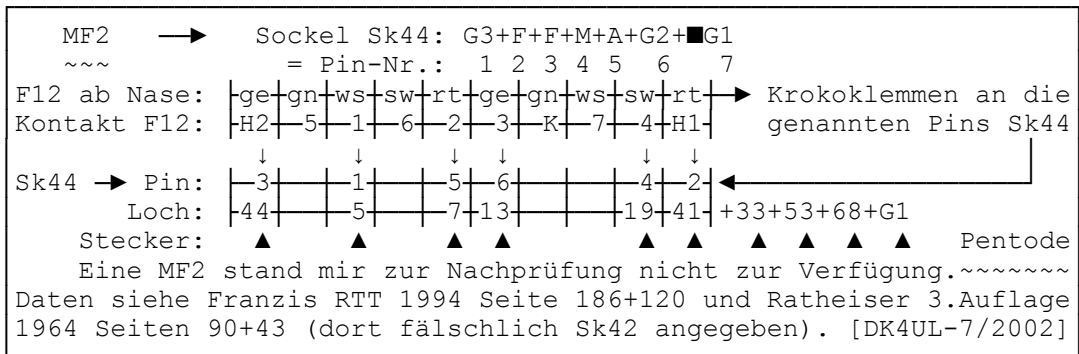 MF2 ─► Sockel Sk44: G3+F+F+M+A+G2+■G1
~~~ = Pin-Nr.: 1 2 3 4 5 6 7
F12 ab Nase: ├ge┼gn┼ws┼sw┼rt┼ge┼gn┼ws┼sw┼rt┼─► Krokoklemmen an die
Kontakt F12: ├H2┼─5┼─1┼─6┼─2┼─3┼─K┼─7┼─4┼H1┤ genannten Pins Sk44
↓ ↓ ↓ ↓ ↓ ↓
Sk44 ─► Pin: ├─3┼──┼─1┼──┼─5┼─6┼──┼──┼─4┼─2┤◄
Loch: ├44┼──┼─5┼──┼─7┼13┼──┼──┼19┼41┤+33+53+68+G1
Stecker: ▲ ▲ ▲ ▲ ▲ ▲ ▲ ▲ ▲ ▲ Pentode
Eine MF2 stand mir zur Nachprüfung nicht zur Verfügung.~~~~~~~
Daten siehe Franzis RTT 1994 Seite 186+120 und Ratheiser 3.Auflage
1964 Seiten 90+43 (dort fälschlich Sk42 angegeben). [DK4UL-7/2002]